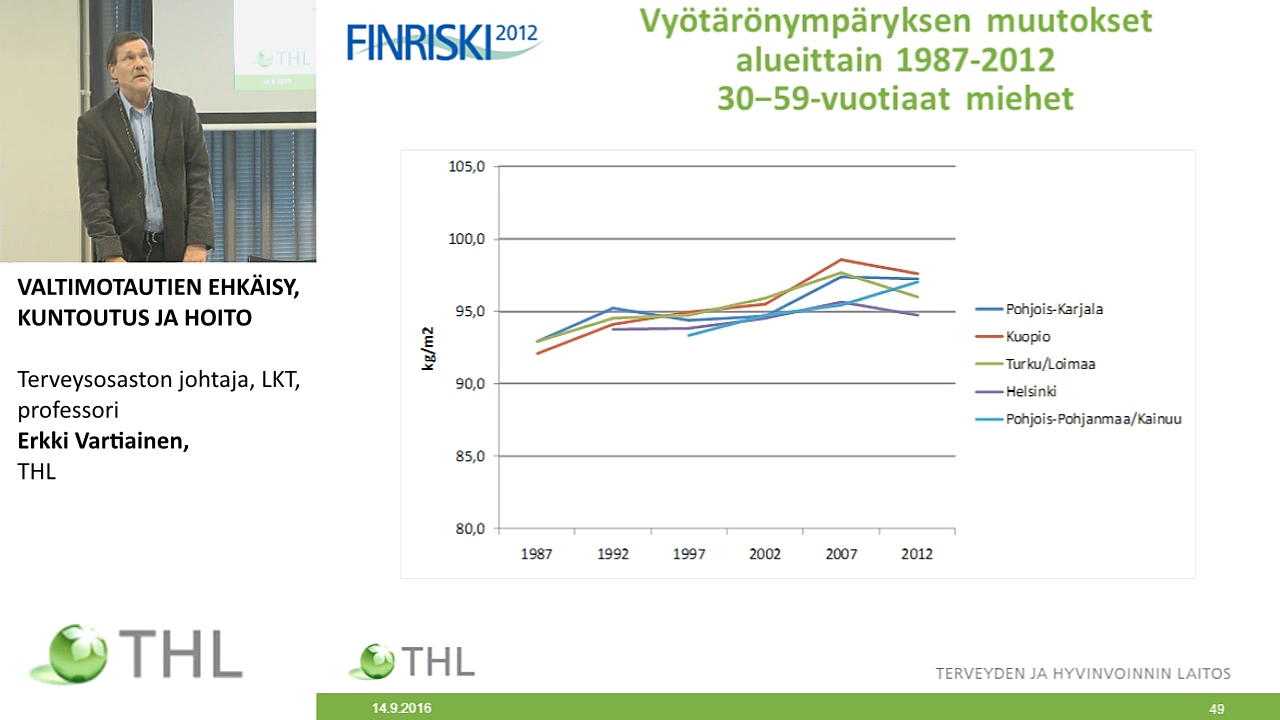 THL
VALTIMOTAUTIEN EHKÄISY,
KUNTOUTUS JA HOITO
Terveysosaston johtaja, LKT,
professori
Erkki Vartiainen,
THL
THL
FINRISKI 2012
Vyötärönympäryksen muutokset
alueittain 1987-2012
30–59-vuotiaat miehet
105,0
100,0
95,0
90,0
85,0
80,0
kg/m2
1987 1992 1997 2002 2007 2012
Pohjois-Karjala
Kuopio
Turku/Loimaa
Helsinki
Pohjois-Pohjanmaa/Kainuu
THL
TERVEYDEN JA HYVINVOINNIN LAITOS
14.9.2016
49